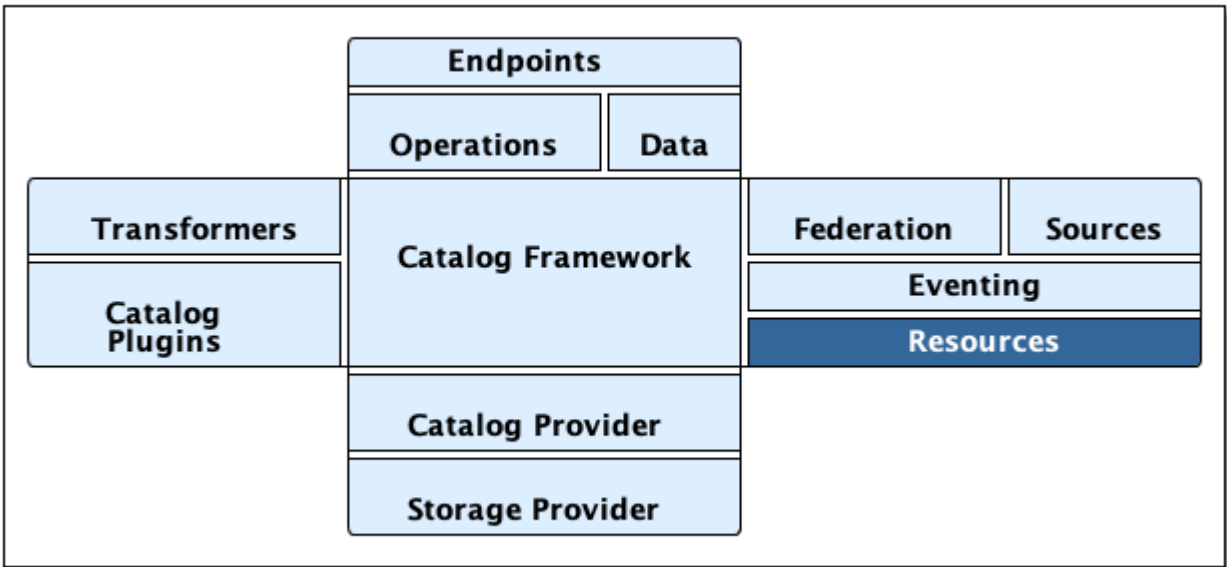 Endpoints
Operations
Data
Transformers
Catalog Framework
Federation
Sources
Catalog
Plugins
Eventing
Resources
Catalog Provider
Storage Provider